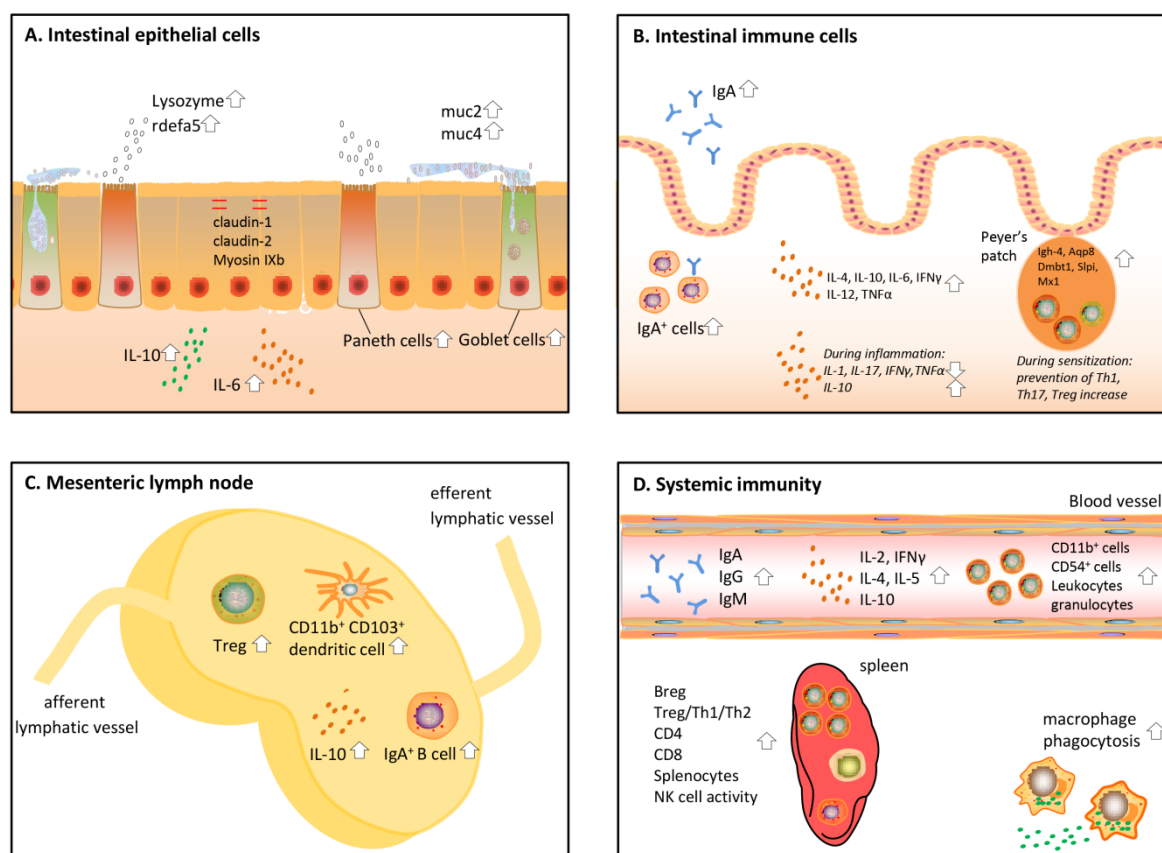 A. Intestinal epithelial cells
Lysozyme
rdefa5
muc2
muc4
claudin-1
claudin-2
Myosin IXb
Paneth cells
Goblet cells
IL-10
IL-6
B. Intestinal immune cells
IgA
Peyer's
patch
Igh-4, Aqp8
Dmbt1, Slpi,
Mx1
IL-4, IL-10, IL-6, IFNγ
IL-12, TNFα
IgA⁺ cells
During inflammation:
IL-1, IL-17, IFNγ,TNFα
IL-10
During sensitization:
prevention of Th1,
Th17, Treg increase
C. Mesenteric lymph node
efferent
lymphatic vessel
Treg
CD11b⁺ CD103⁺
dendritic cell
afferent
lymphatic vessel
IL-10
IgA⁺ B cell
D. Systemic immunity
Blood vessel
IgA
IgG
IgM
IL-2, IFNγ
IL-4, IL-5
IL-10
CD11b⁺ cells
CD54⁺ cells
Leukocytes
granulocytes
spleen
Breg
Treg/Th1/Th2
CD4
CD8
Splenocytes
NK cell activity
macrophage
phagocytosis